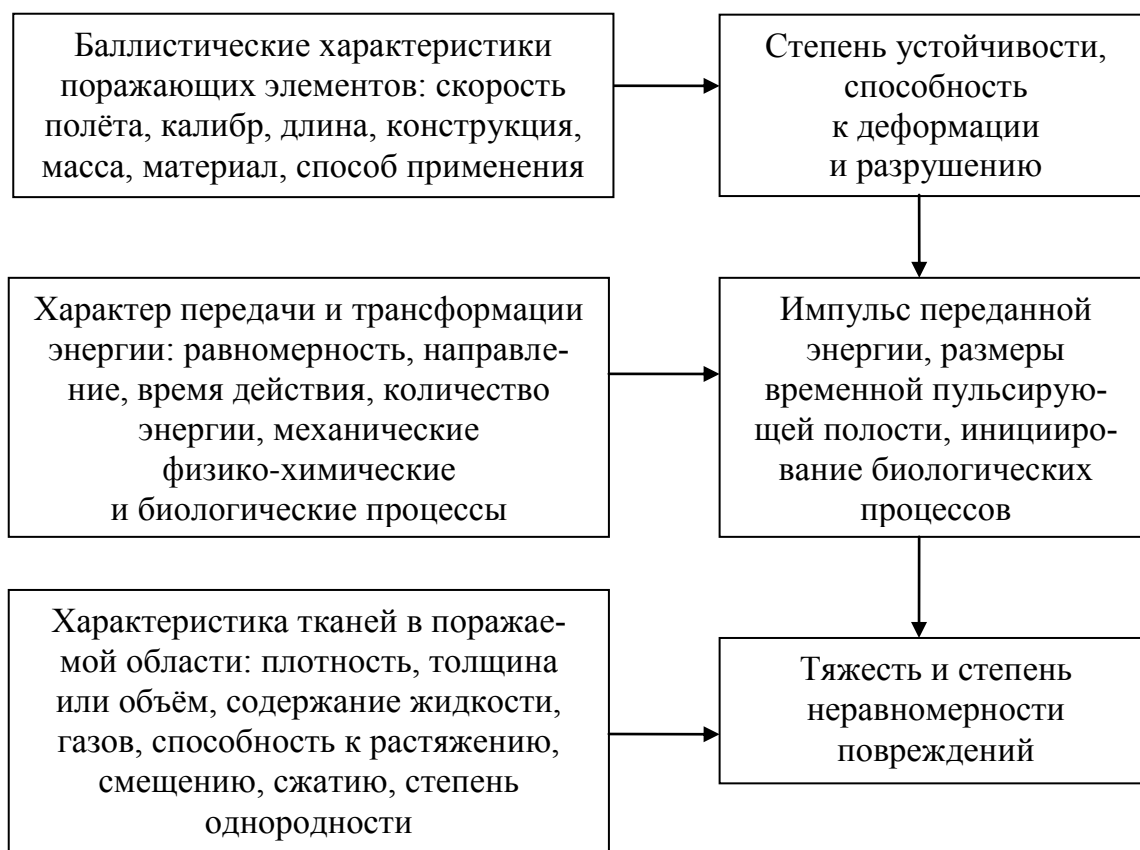 Баллистические характеристики
поражающих элементов: скорость
полёта, калибр, длина, конструкция,
масса, материал, способ применения
Степень устойчивости,
способность
к деформации
и разрушению
Характер передачи и трансформации
энергии: равномерность, направле-
ние, время действия, количество
энергии, механические
физико-химические
и биологические процессы
Импульс переданной
энергии, размеры
временной пульсирую-
щей полости, иницииро-
вание биологических
процессов
Характеристика тканей в поражае-
мой области: плотность, толщина
или объём, содержание жидкости,
газов, способность к растяжению,
смещению, сжатию, степень
однородности
Тяжесть и степень
неравномерности
повреждений